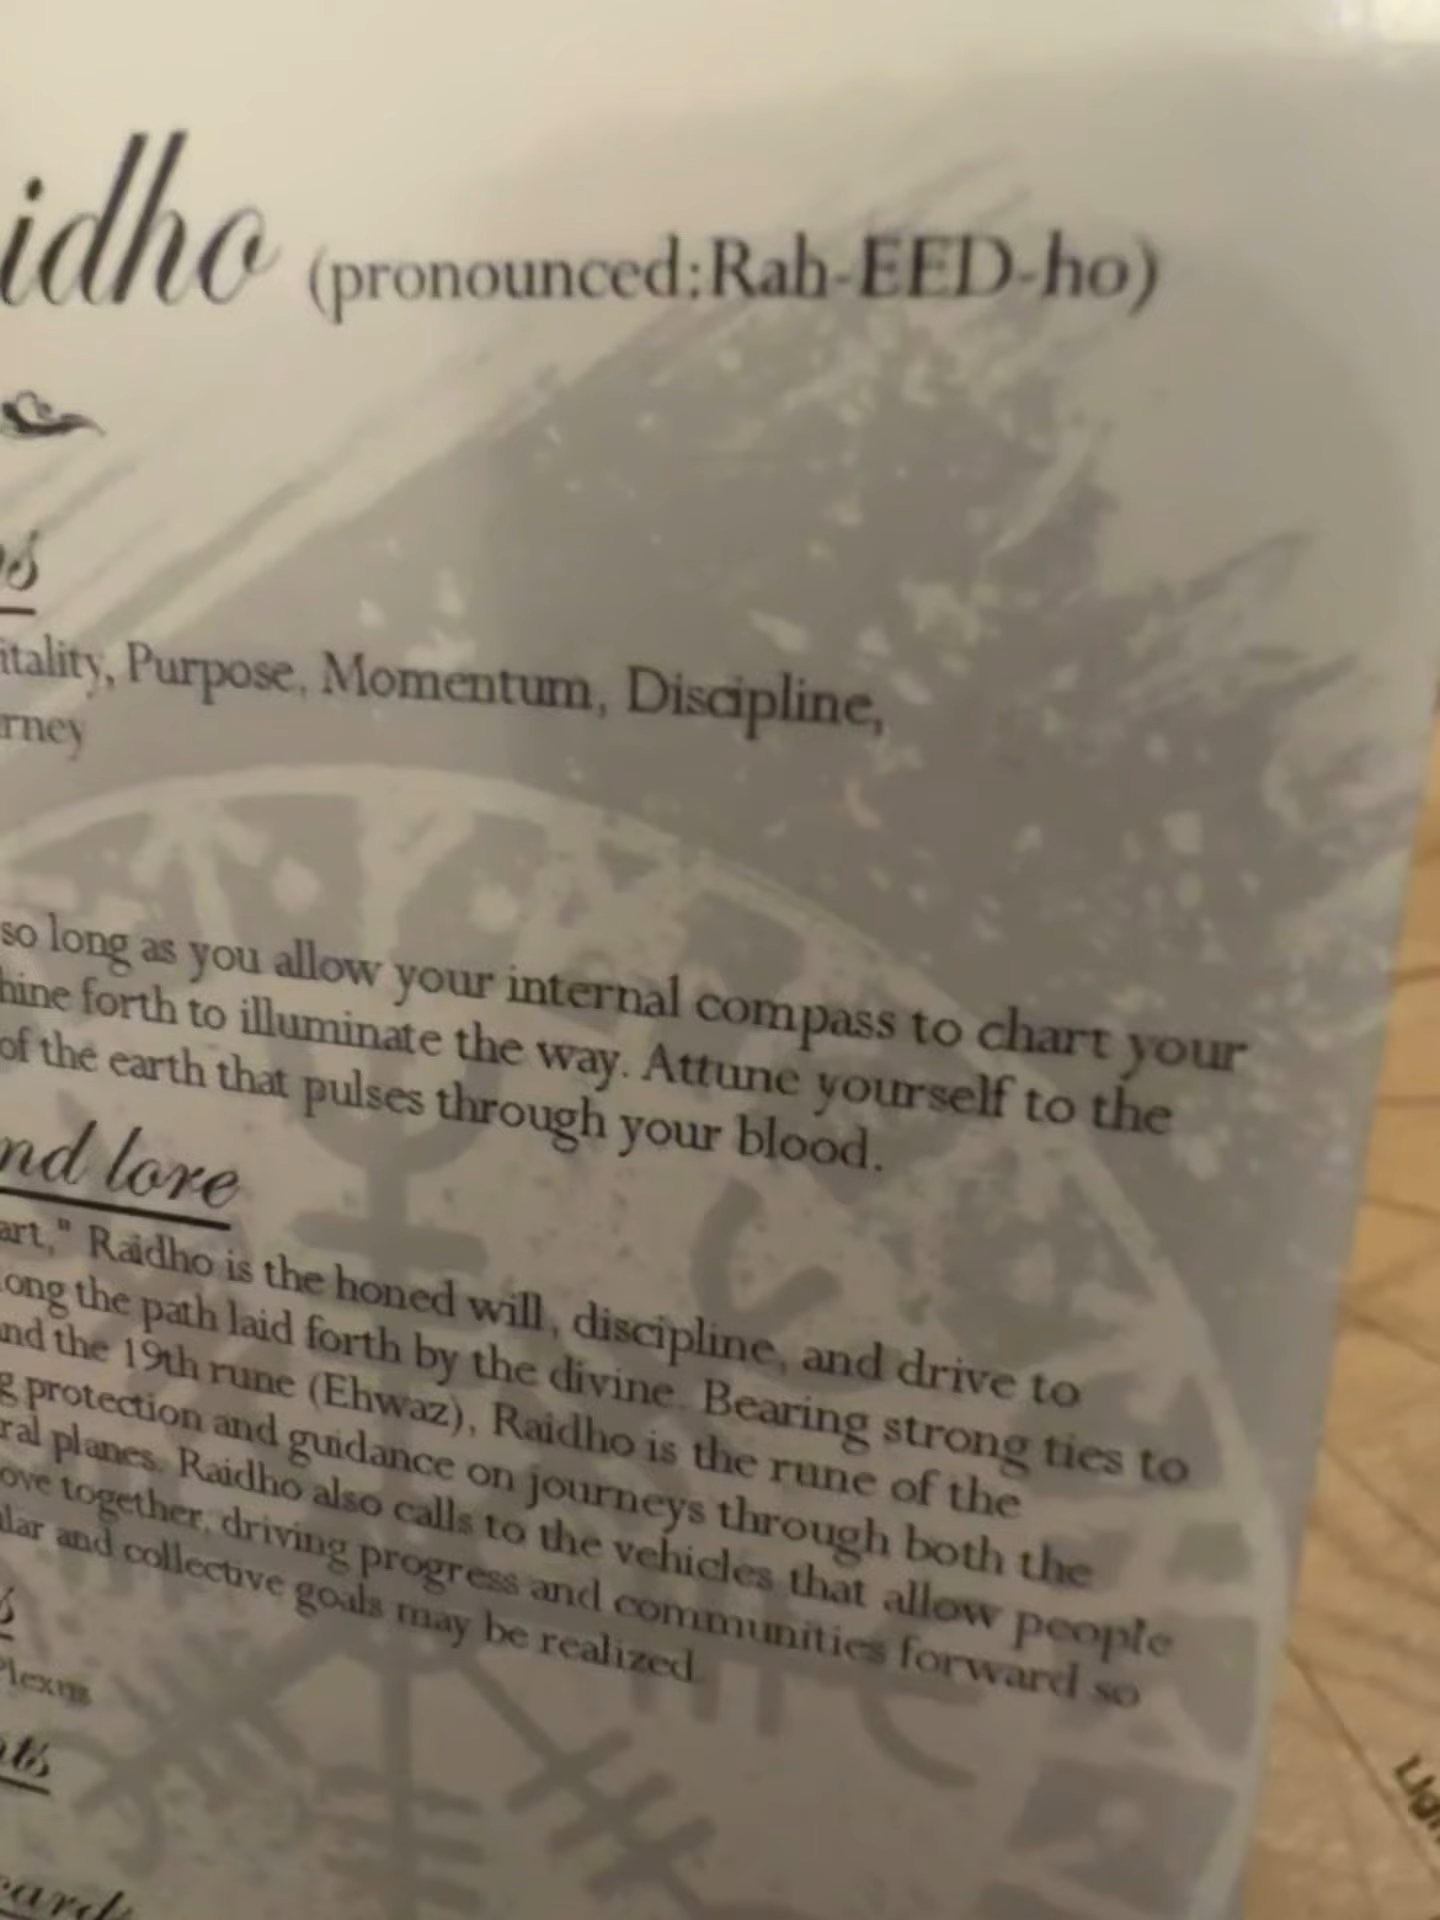 idho (pronounced:Rah-EED-ho)
itality, Purpose, Momentum, Discipline,
rney
so long as you allow your internal compass to chart your
hine forth to illuminate the way. Attune yourself to the
of the earth that pulses through your blood.
nd lore
art," Raidho is the honed will, discipline, and drive to
ong the path laid forth by the divine. Bearing strong ties to
and the 19th rune (Ehwaz), Raidho is the rune of the
g protection and guidance on journeys through both the
ral planes. Raidho also calls to the vehicles that allow people
ove together, driving progress and communities forward so
lar and collective goals may be realized.
Plexus
card